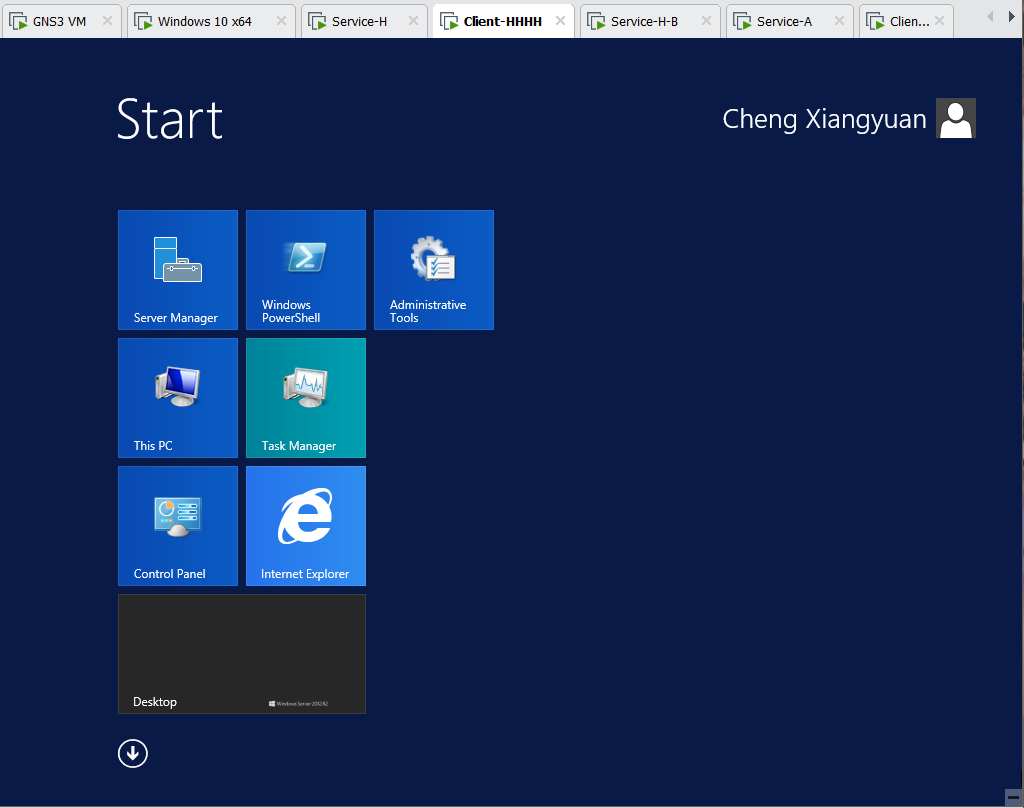 GNS3 VM
Windows 10 x64
Service-H
Client-HHHH
Service-H-B
Service-A
Clien...
Start
Cheng Xiangyuan
Server Manager
Windows
PowerShell
Administrative
Tools
This PC
Task Manager
Control Panel
Internet Explorer
Desktop
Windows Server 2012 R2